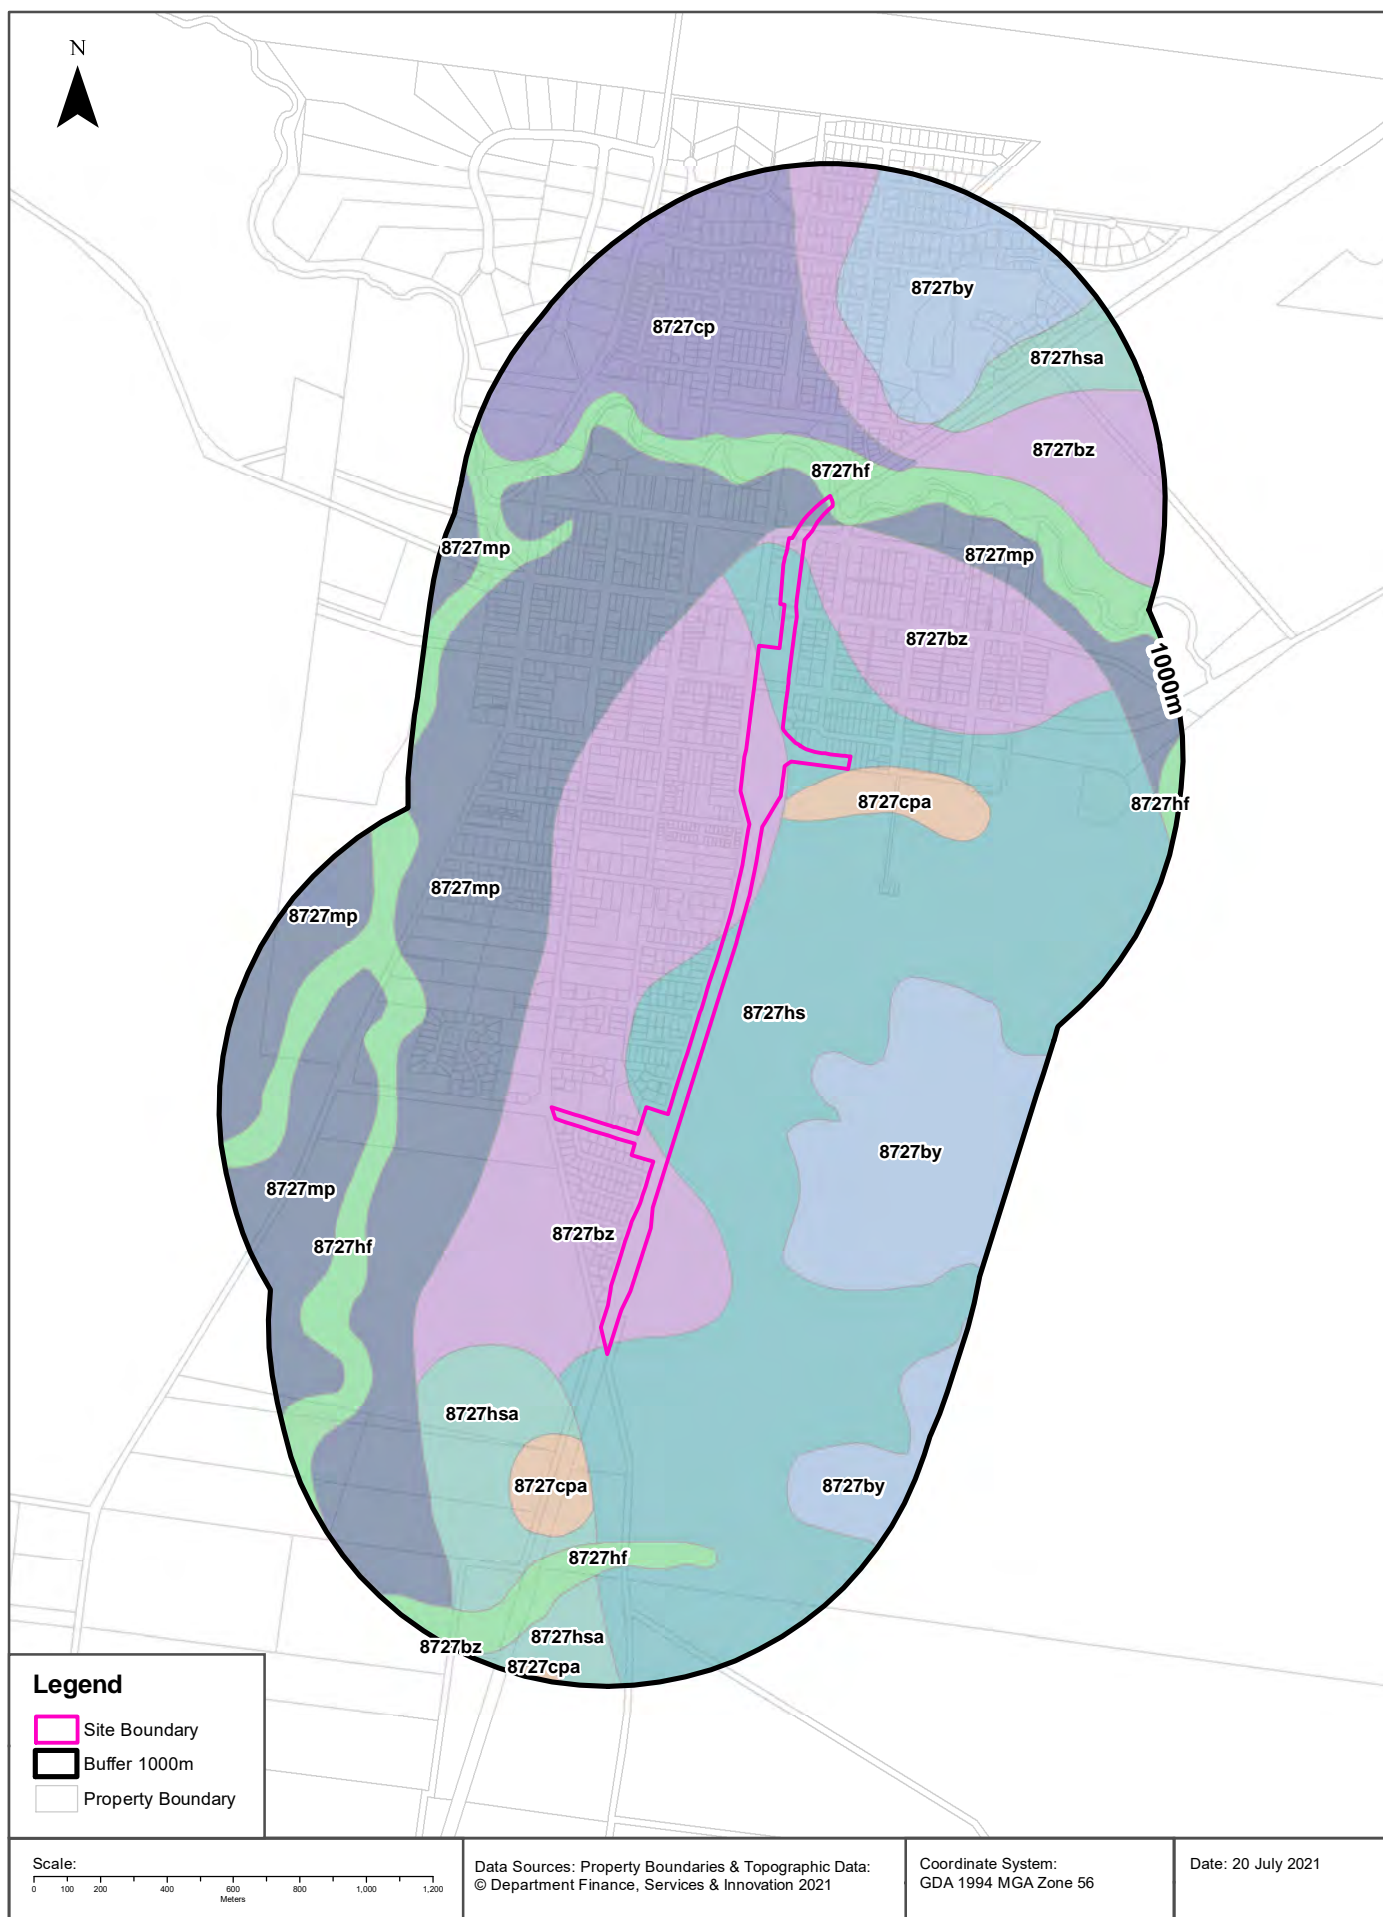 N
8727by
8727cp
8727hsa
8727bz
8727hf
8727mp
8727mp
8727bz
1000m
8727cpa
8727hf
8727mp
8727mp
8727hs
8727by
8727mp
8727bz
8727hf
8727hsa
8727cpa
8727by
8727hf
8727hsa
8727bz
8727cpa
Legend
Site Boundary
Buffer 1000m
Property Boundary
Scale:
0 100 200 400 600 800 1,000 1,200
Meters
Data Sources: Property Boundaries & Topographic Data:
© Department Finance, Services & Innovation 2021
Coordinate System:
GDA 1994 MGA Zone 56
Date: 20 July 2021